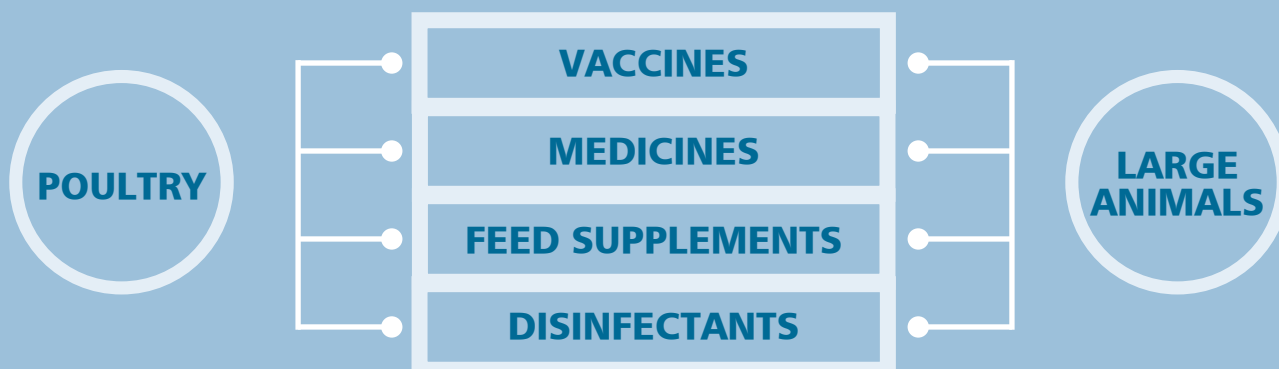 POULTRY
VACCINES
MEDICINES
FEED SUPPLEMENTS
DISINFECTANTS
LARGE
ANIMALS